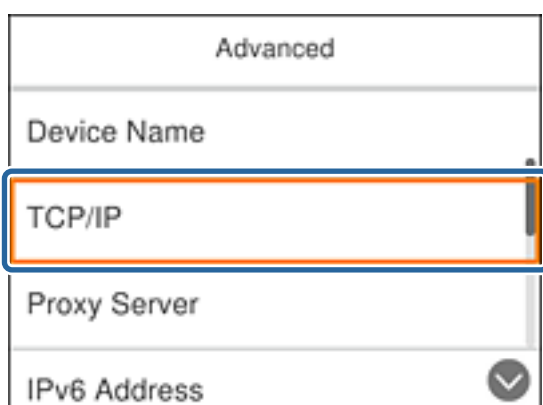 Advanced
Device Name
TCP/IP
Proxy Server
IPv6 Address